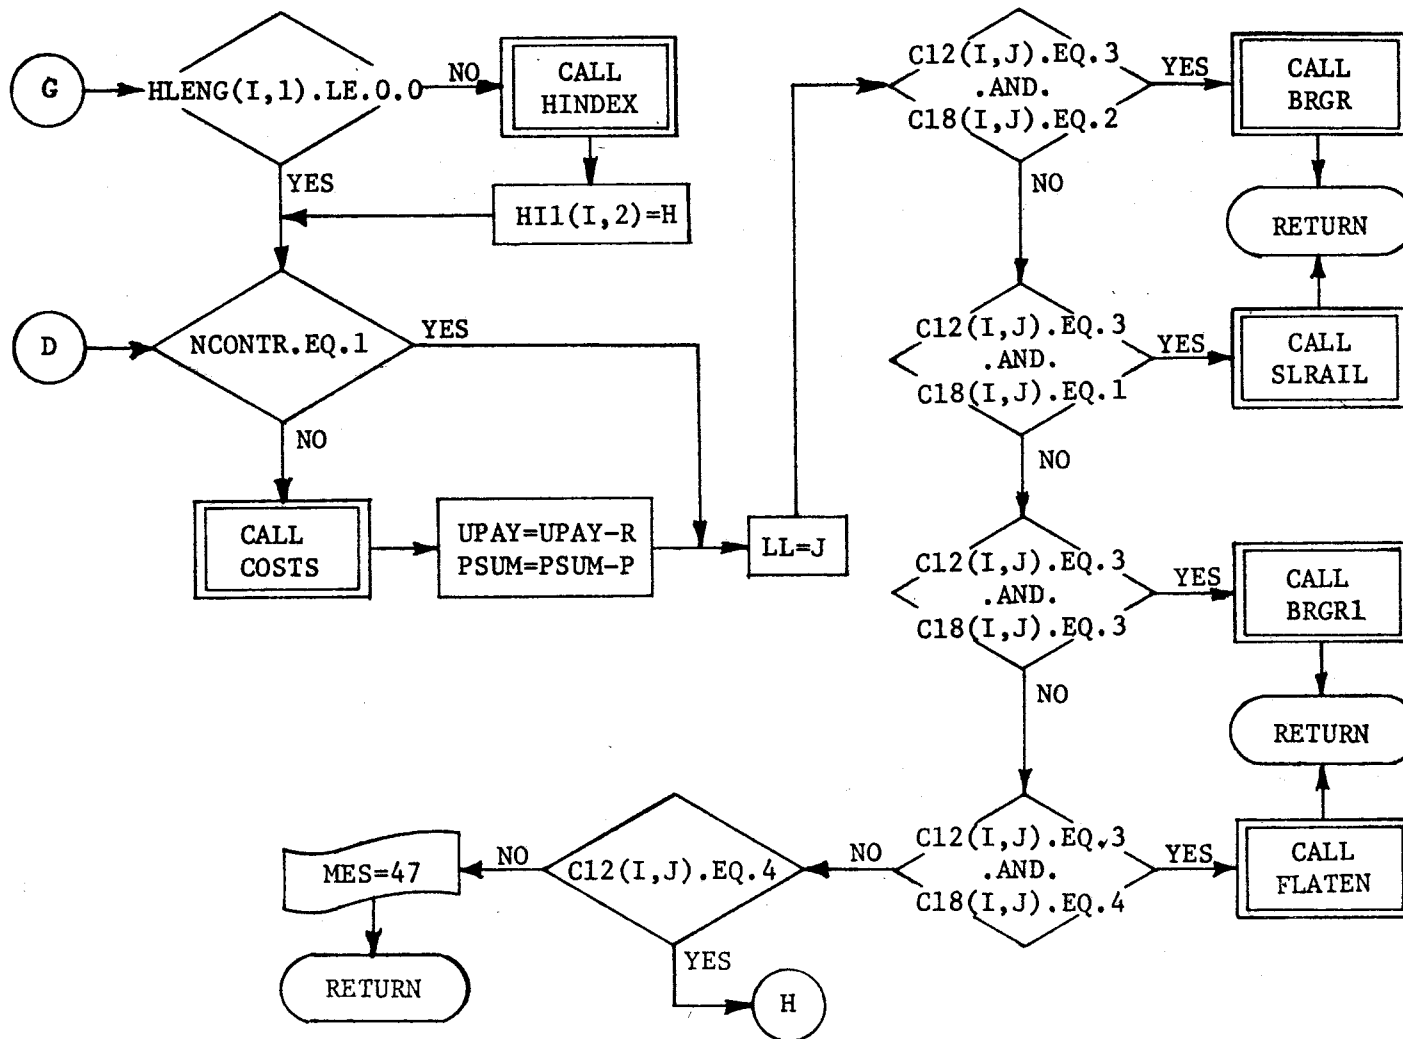 G
HLENG(I,1).LE.0.0
NO
CALL
HINDEX
YES
HI1(I,2)=H
D
NCONTR.EQ.1
YES
NO
CALL
COSTS
UPAY=UPAY-R
PSUM=PSUM-P
LL=J
C12(I,J).EQ.3
.AND.
C18(I,J).EQ.2
YES
CALL
BRGR
RETURN
NO
C12(I,J).EQ.3
.AND.
C18(I,J).EQ.1
YES
CALL
SLRAIL
NO
C12(I,J).EQ.3
.AND.
C18(I,J).EQ.3
YES
CALL
BRGR1
RETURN
NO
C12(I,J).EQ.3
.AND.
C18(I,J).EQ.4
YES
CALL
FLATEN
NO
C12(I,J).EQ.4
NO
MES=47
RETURN
YES
H